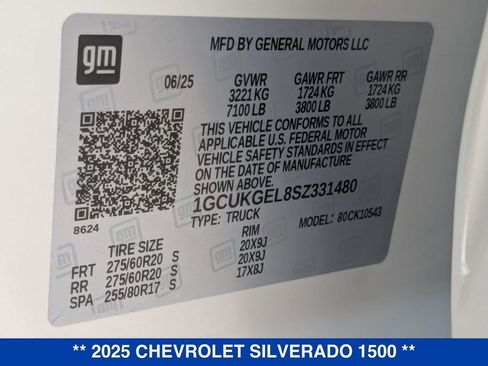 gm
MFD BY GENERAL MOTORS LLC
06/25 GVWR GAWR FRT GAWR RR
3221 KG 1724 KG 1724 KG
7100 LB 3800 LB 3800 LB
THIS VEHICLE CONFORMS TO ALL
APPLICABLE U.S. FEDERAL MOTOR
VEHICLE SAFETY STANDARDS IN EFFECT
ON THE DATE OF MANUFACTURE
SHOWN ABOVE.
1GCUKGEL8SZ331480
8624 TYPE: TRUCK MODEL: 80CK10543
TIRE SIZE RIM
FRT 275/60R20 S 20X9J
RR 275/60R20 S 20X9J
SPA 255/80R17 S 17X8J
** 2025 CHEVROLET SILVERADO 1500 **